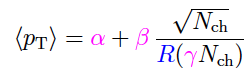 ⟨p_T⟩ = α + β √N_ch / R(γN_ch)